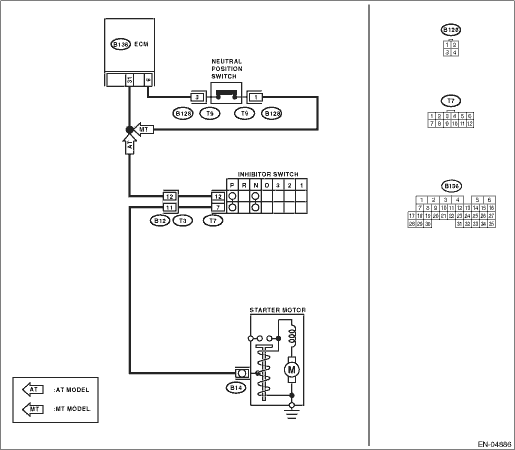 B136 ECM
31
NEUTRAL
POSITION
SWITCH
2
1
B128 T9 T9 B128
MT
AT
INHIBITOR SWITCH
P R N D 3 2 1
12 12
11 7
B12 T3 T7
STARTER MOTOR
M
B14
AT :AT MODEL
MT :MT MODEL
B128
1 2
3 4
T7
1 2 3 4 5 6
7 8 9 10 11 12
B136
1 2 3 4 5 6
7 8 9 10 11 12 13 14 15 16
17 18 19 20 21 22 23 24 25 26 27
28 29 30 31 32 33 34 35
EN-04886